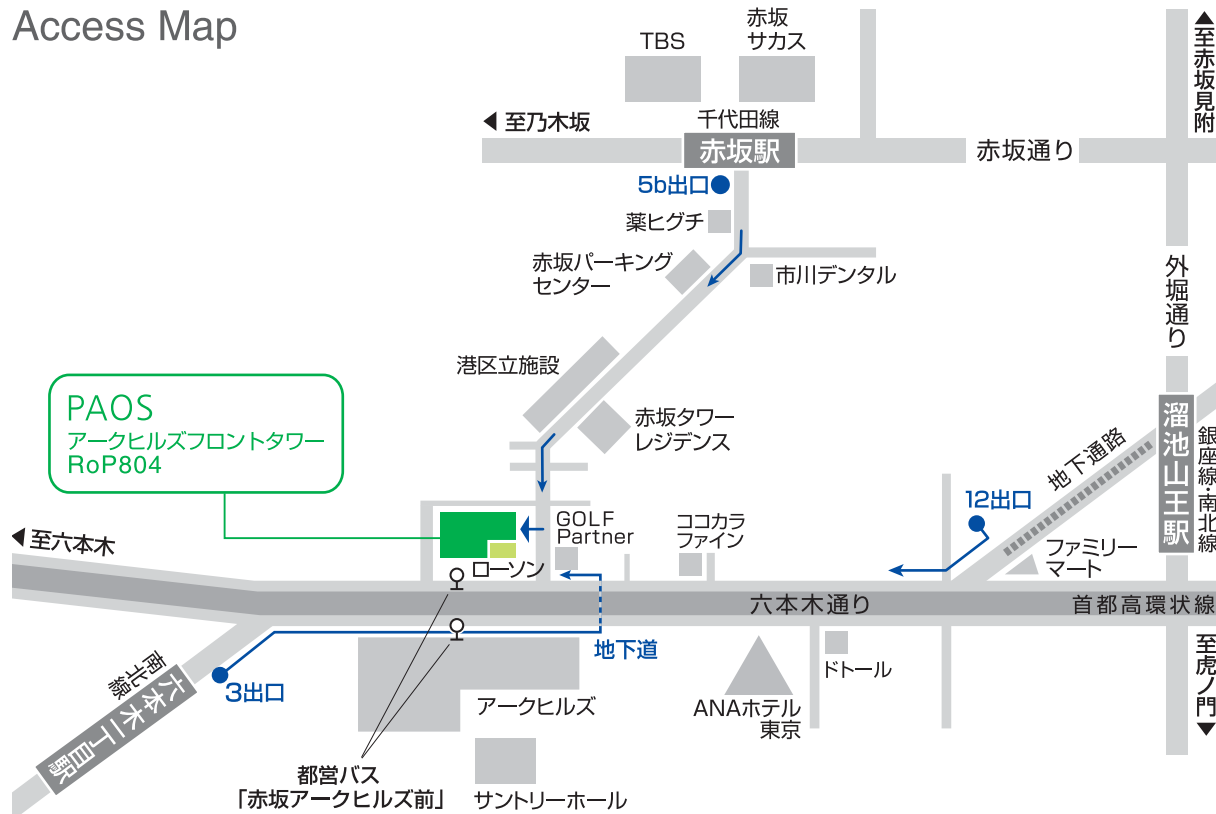 Access Map
TBS
赤坂
サカス
▲至赤坂見附
◀ 至乃木坂
千代田線
赤坂駅
赤坂通り
5b出口
薬ヒグチ
赤坂パーキング
センター
市川デンタル
外堀通り
港区立施設
PAOS
アークヒルズフロントタワー
RoP804
赤坂タワー
レジデンス
溜池山王駅
銀座線・南北線
地下通路
12出口
◀ 至六本木
GOLF
Partner
ココカラ
ファイン
ファミリー
マート
ローソン
六本木通り
首都高環状線
地下道
南北線
六本木一丁目駅
3出口
アークヒルズ
ANAホテル
東京
ドトール
至虎ノ門▼
都営バス
「赤坂アークヒルズ前」
サントリーホール